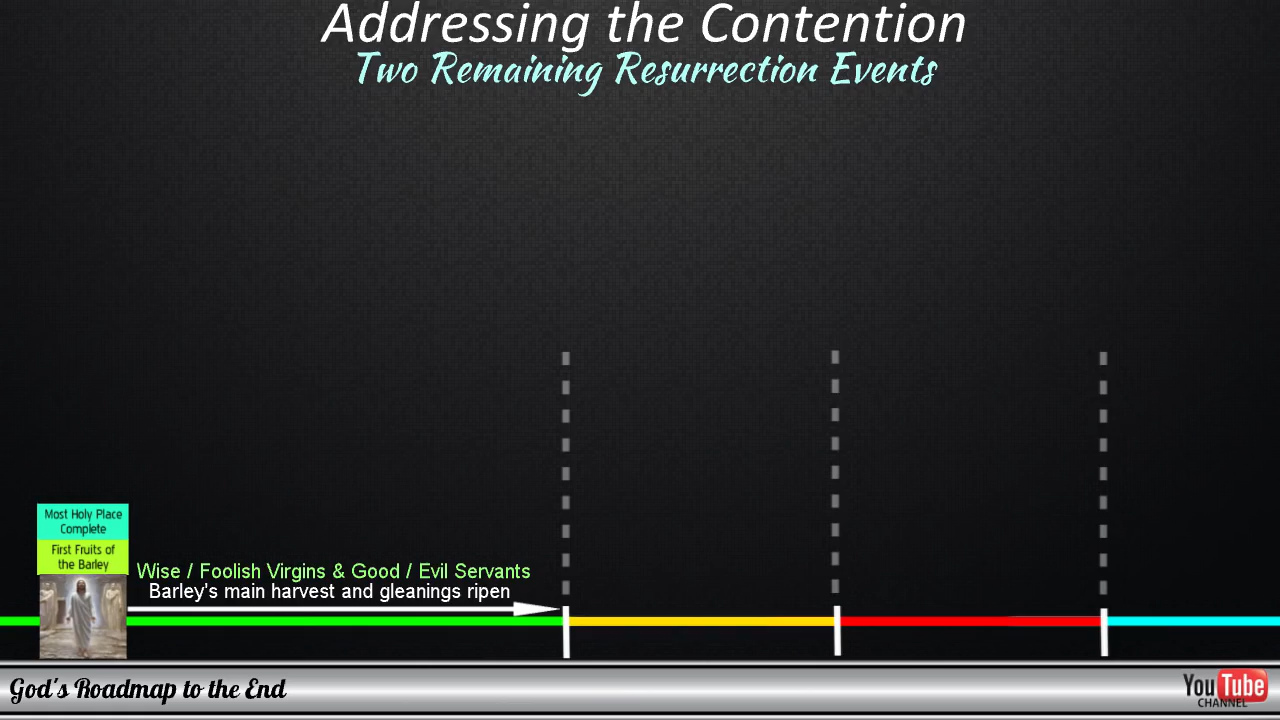 Addressing the Contention
Two Remaining Resurrection Events
Most Holy Place
Complete
First Fruits of
the Barley
Wise / Foolish Virgins & Good / Evil Servants
Barley's main harvest and gleanings ripen
God's Roadmap to the End
YouTube
CHANNEL